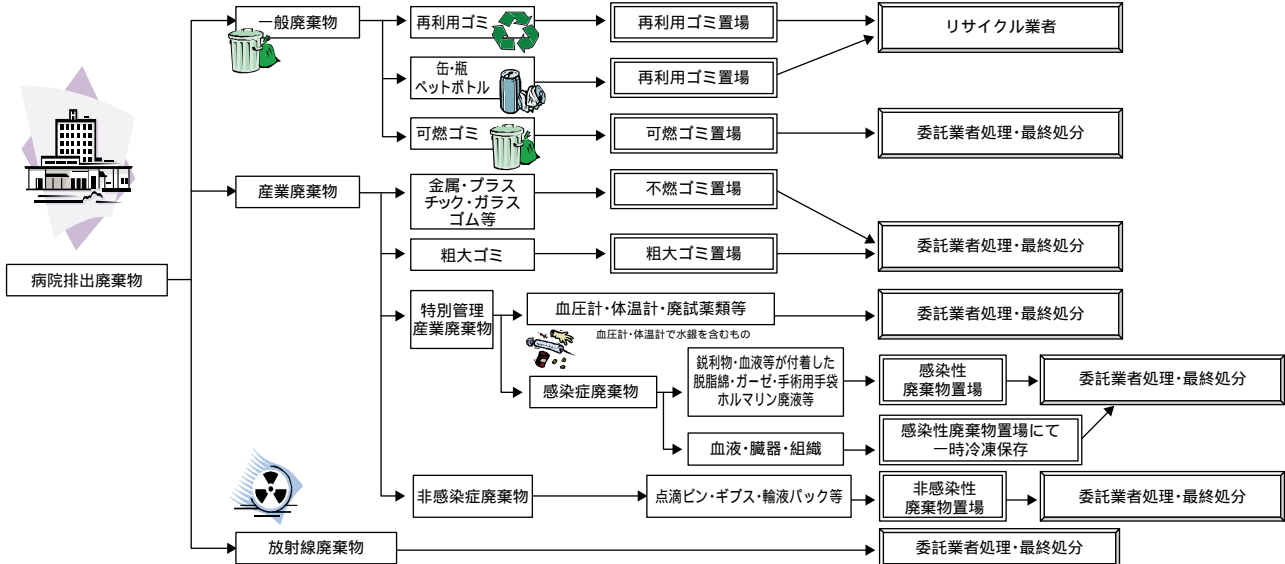 一般廃棄物
再利用ゴミ
再利用ゴミ置場
リサイクル業者
缶・瓶
ペットボトル
再利用ゴミ置場
可燃ゴミ
可燃ゴミ置場
委託業者処理・最終処分
産業廃棄物
金属・プラス
チック・ガラス
ゴム等
不燃ゴミ置場
委託業者処理・最終処分
粗大ゴミ
粗大ゴミ置場
病院排出廃棄物
特別管理
産業廃棄物
血圧計・体温計・廃試薬類等
血圧計・体温計で水銀を含むもの
委託業者処理・最終処分
感染症廃棄物
鋭利物・血液等が付着した
脱脂綿・ガーゼ・手術用手袋
ホルマリン廃液等
感染性
廃棄物置場
委託業者処理・最終処分
血液・臓器・組織
感染性廃棄物置場にて
一時冷凍保存
非感染症廃棄物
点滴ビン・ギブス・輸液パック等
非感染性
廃棄物置場
委託業者処理・最終処分
放射線廃棄物
委託業者処理・最終処分